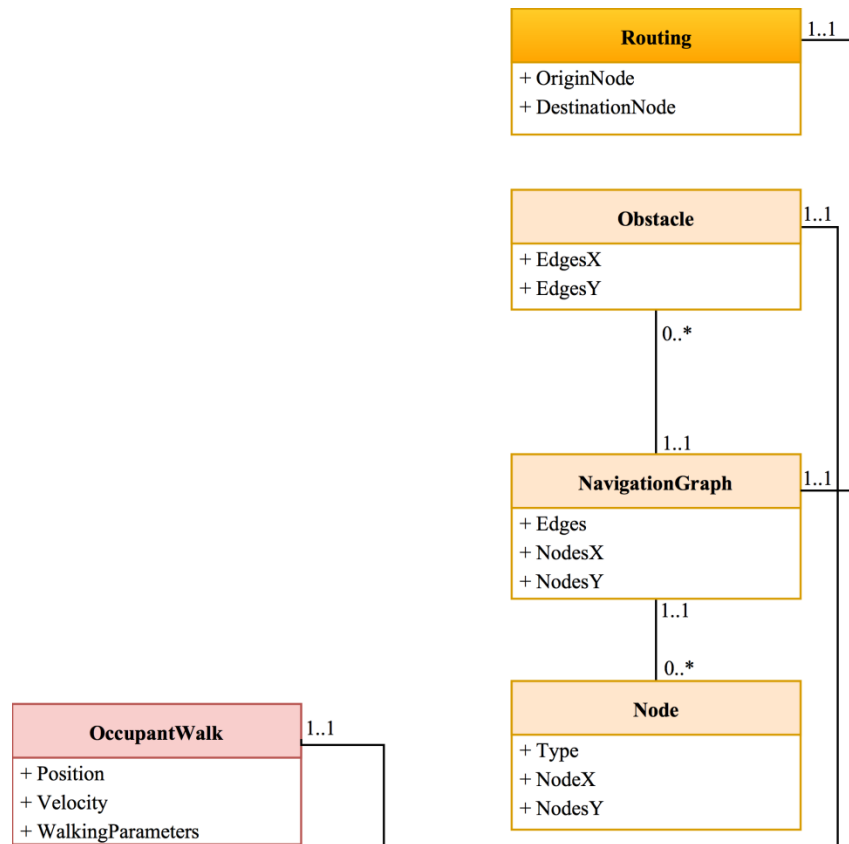 Routing
1..1
+ OriginNode
+ DestinationNode
Obstacle
1..1
+ EdgesX
+ EdgesY
0..*
1..1
NavigationGraph
1..1
+ Edges
+ NodesX
+ NodesY
1..1
0..*
Node
+ Type
+ NodeX
+ NodesY
OccupantWalk
1..1
+ Position
+ Velocity
+ WalkingParameters